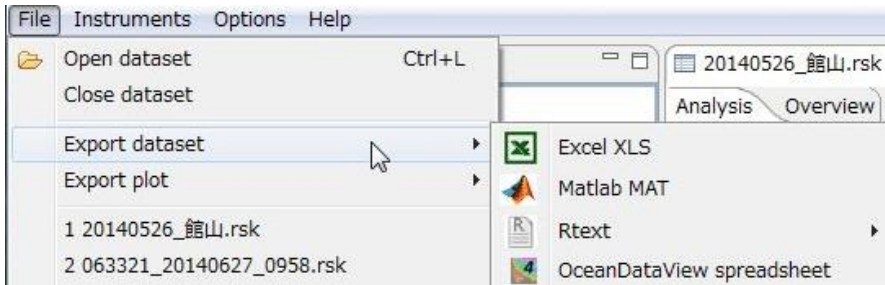 File Instruments Options Help
Open dataset Ctrl+L
Close dataset
Export dataset
Export plot
1 20140526_館山.rsk
2 063321_20140627_0958.rsk
20140526_館山.rsk
Analysis Overview
Excel XLS
Matlab MAT
Rtext
OceanDataView spreadsheet